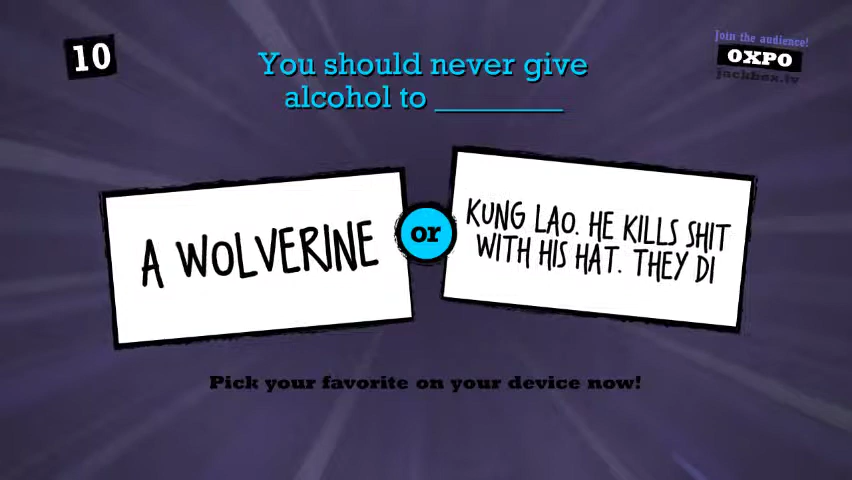 10
Join the audience!
OXPO
jackbox.tv
You should never give
alcohol to _________
A WOLVERINE
or
KUNG LAO. HE KILLS SHIT
WITH HIS HAT. THEY DI
Pick your favorite on your device now!